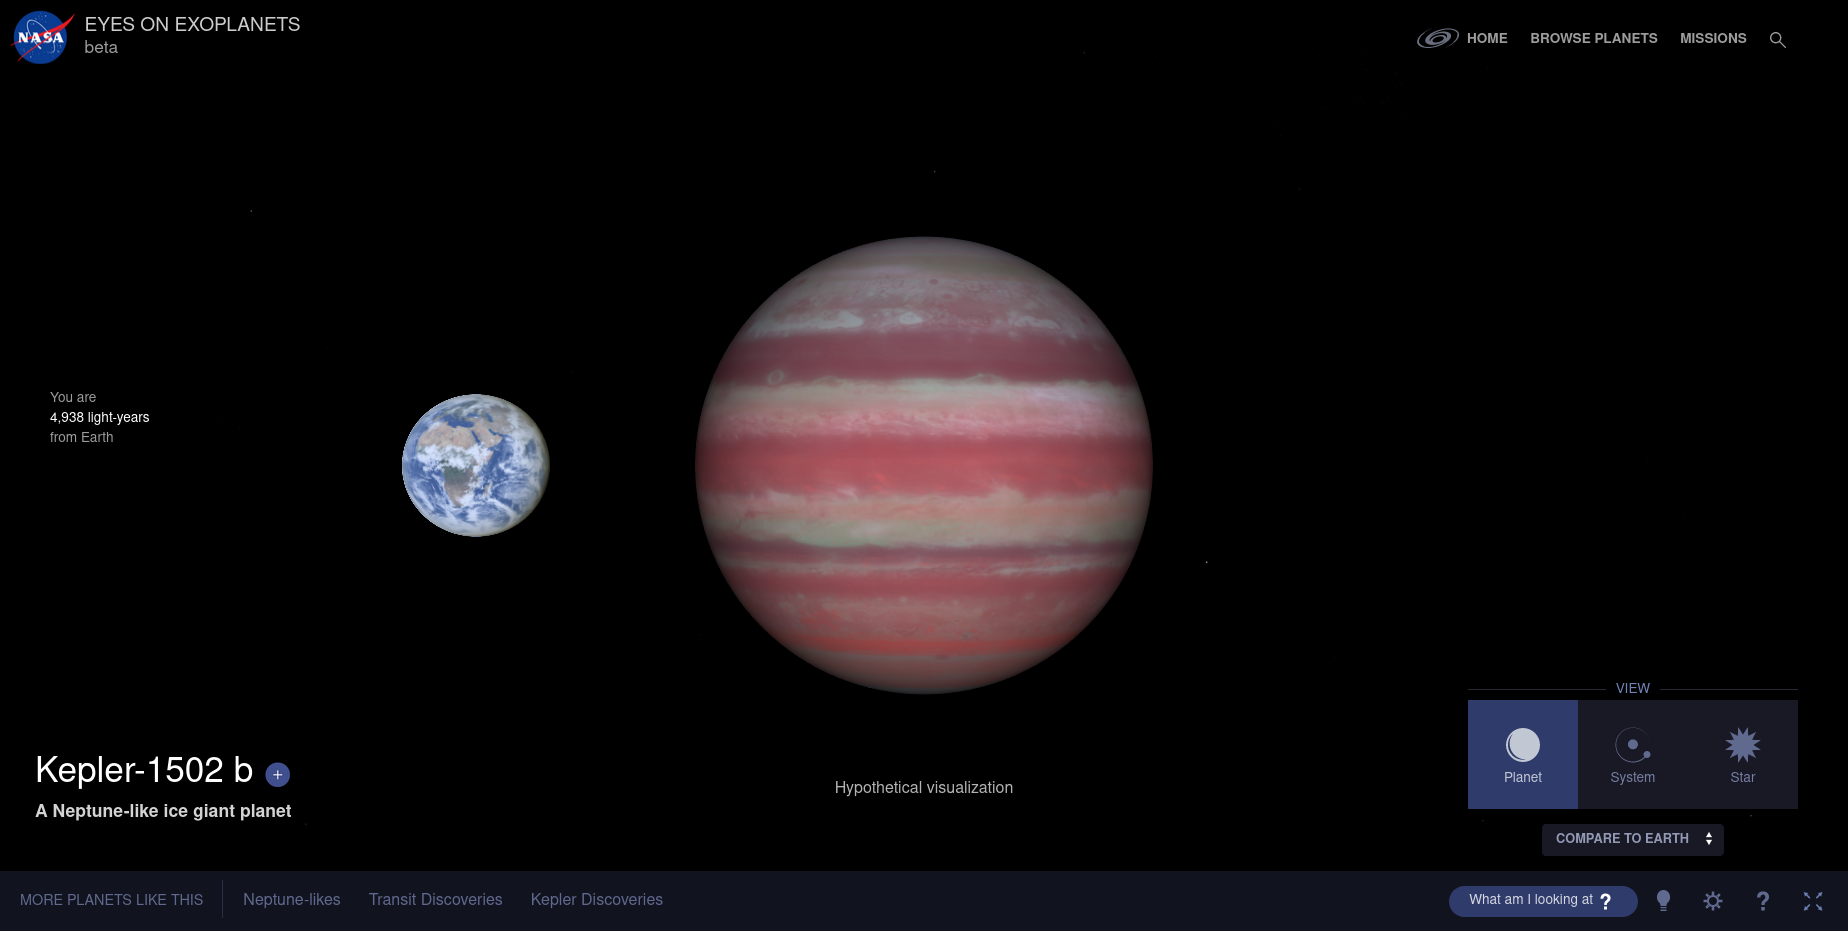 NASA
EYES ON EXOPLANETS
beta
HOME
BROWSE PLANETS
MISSIONS
You are
4,938 light-years
from Earth
Kepler-1502 b +
A Neptune-like ice giant planet
Hypothetical visualization
VIEW
Planet
System
Star
COMPARE TO EARTH
MORE PLANETS LIKE THIS
Neptune-likes
Transit Discoveries
Kepler Discoveries
What am I looking at ?
?